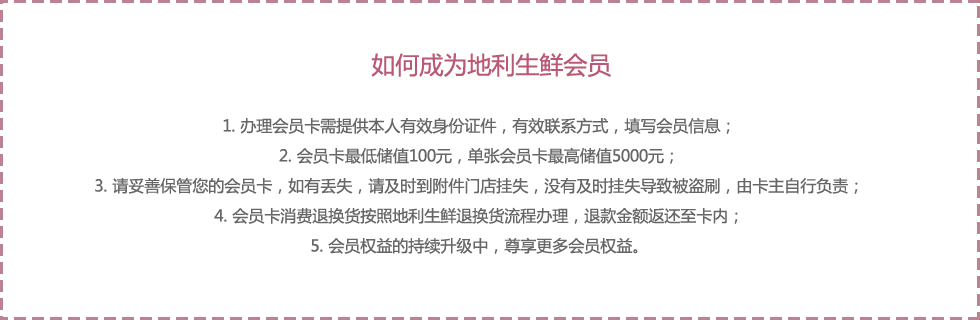 如何成为地利生鲜会员
1. 办理会员卡需提供本人有效身份证件，有效联系方式，填写会员信息；
2. 会员卡最低储值100元，单张会员卡最高储值5000元；
3. 请妥善保管您的会员卡，如有丢失，请及时到附件门店挂失，没有及时挂失导致被盗刷，由卡主自行负责；
4. 会员卡消费退换货按照地利生鲜退换货流程办理，退款金额返还至卡内；
5. 会员权益的持续升级中，尊享更多会员权益。